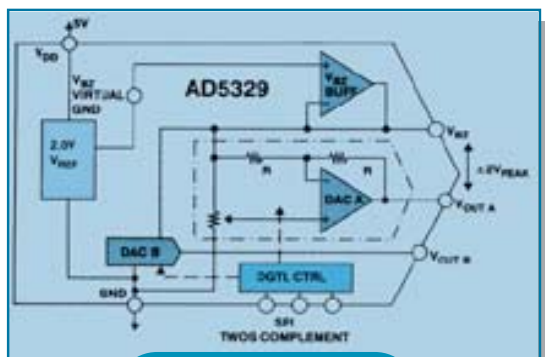 5V
VDD
VBZ
VIRTUAL
GND
AD5329
VBZ
BUFF
2.0V
VREF
VBZ
±2VPEAK
R
R
DAC A
VOUT A
DAC B
VOUT B
DGTL CTRL
GND
SPI
TWOS COMPLEMENT